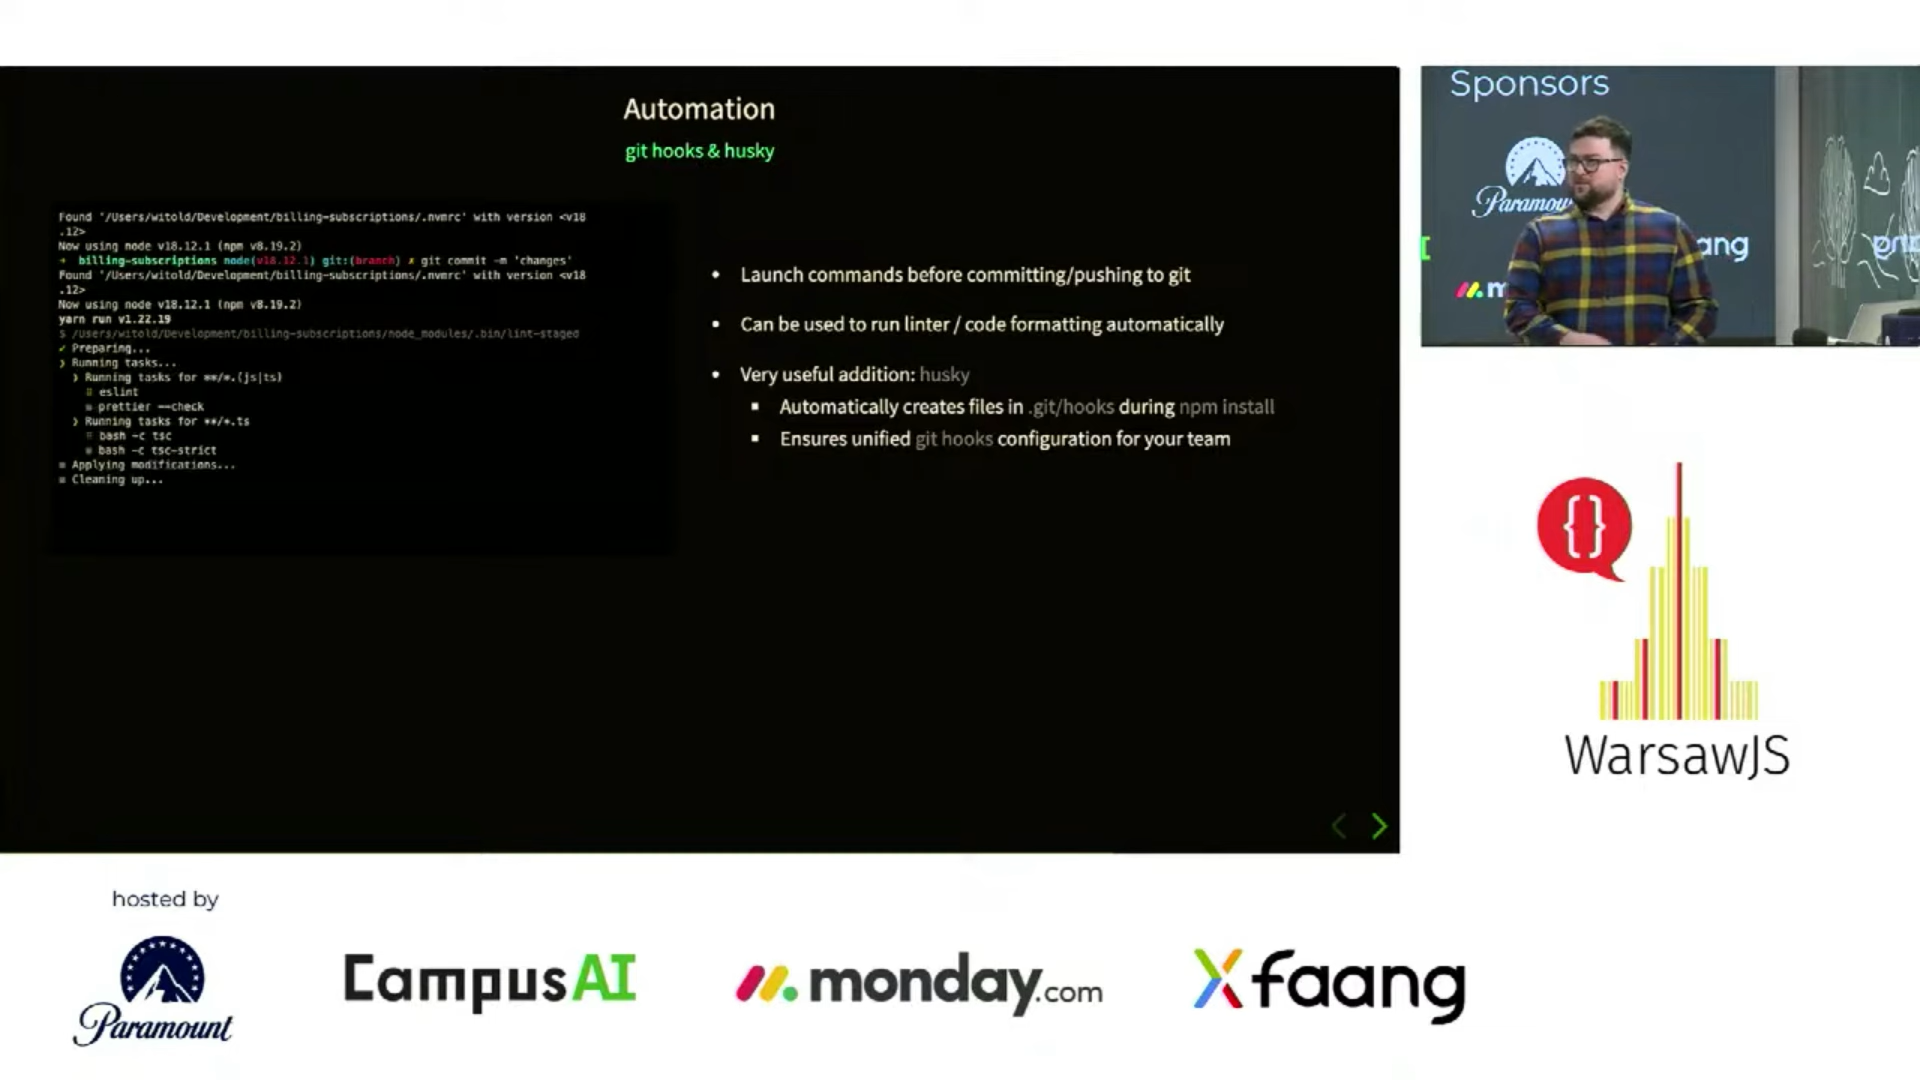 Automation
git hooks & husky
Found '/Users/witold/Development/billing-subscriptions/.nvmrc' with version <v18
.12>
Now using node v18.12.1 (npm v8.19.2)
➜ billing-subscriptions node(v18.12.1) git:(branch) ✗ git commit -m 'changes'
Found '/Users/witold/Development/billing-subscriptions/.nvmrc' with version <v18
.12>
Now using node v18.12.1 (npm v8.19.2)
yarn run v1.22.19
$ /Users/witold/Development/billing-subscriptions/node_modules/.bin/lint-staged
✔ Preparing...
❯ Running tasks...
❯ Running tasks for **/*.(js|ts)
eslint
prettier --check
❯ Running tasks for **/*.ts
bash -c tsc
bash -c tsc-strict
Applying modifications...
Cleaning up...
• Launch commands before committing/pushing to git
• Can be used to run linter / code formatting automatically
• Very useful addition: husky
▪ Automatically creates files in .git/hooks during npm install
▪ Ensures unified git hooks configuration for your team
Sponsors
Paramou
ang
m
{}
WarsawJS
hosted by
Paramount
CampusAI
monday.com
Xfaang